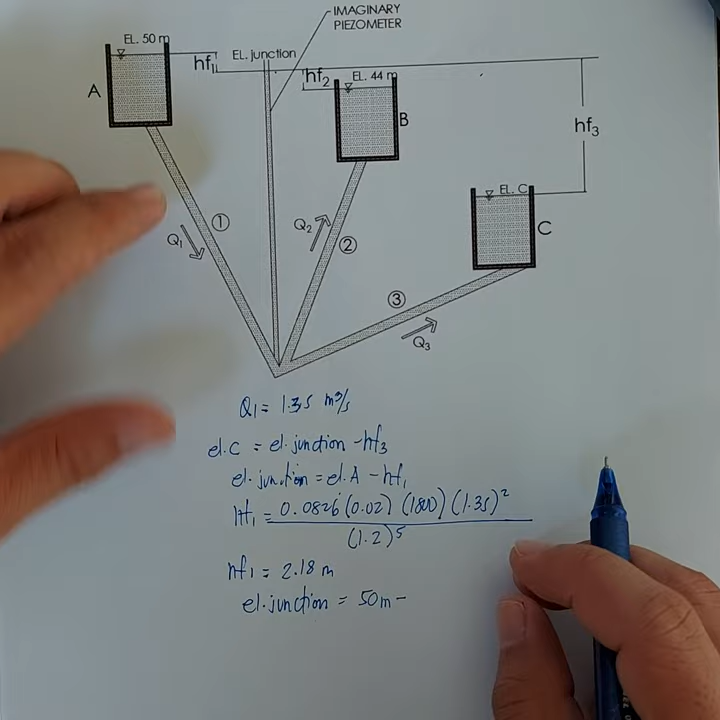 IMAGINARY
PIEZOMETER
EL. 50 m
EL. junction
hf1
hf2
EL. 44 m
A
B
hf3
EL. C
C
①
Q1
Q2
②
③
Q3
Q1 = 1.35 m³/s
el. C = el. junction - hf3
el. junction = el. A - hf1
Hf1 = 0.0826 (0.02) (1800) (1.35)²
(1.2)⁵
hf1 = 2.18 m
el. junction = 50m -